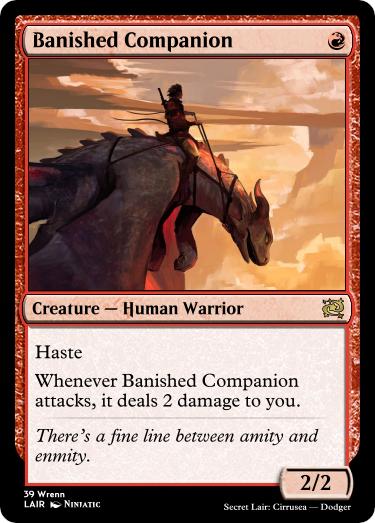 Banished Companion
Creature — Human Warrior
Haste
Whenever Banished Companion
attacks, it deals 2 damage to you.
There's a fine line between amity and
enmity.
2/2
39 Wrenn
LAIR Ninjatic
Secret Lair: Cirrusea — Dodger